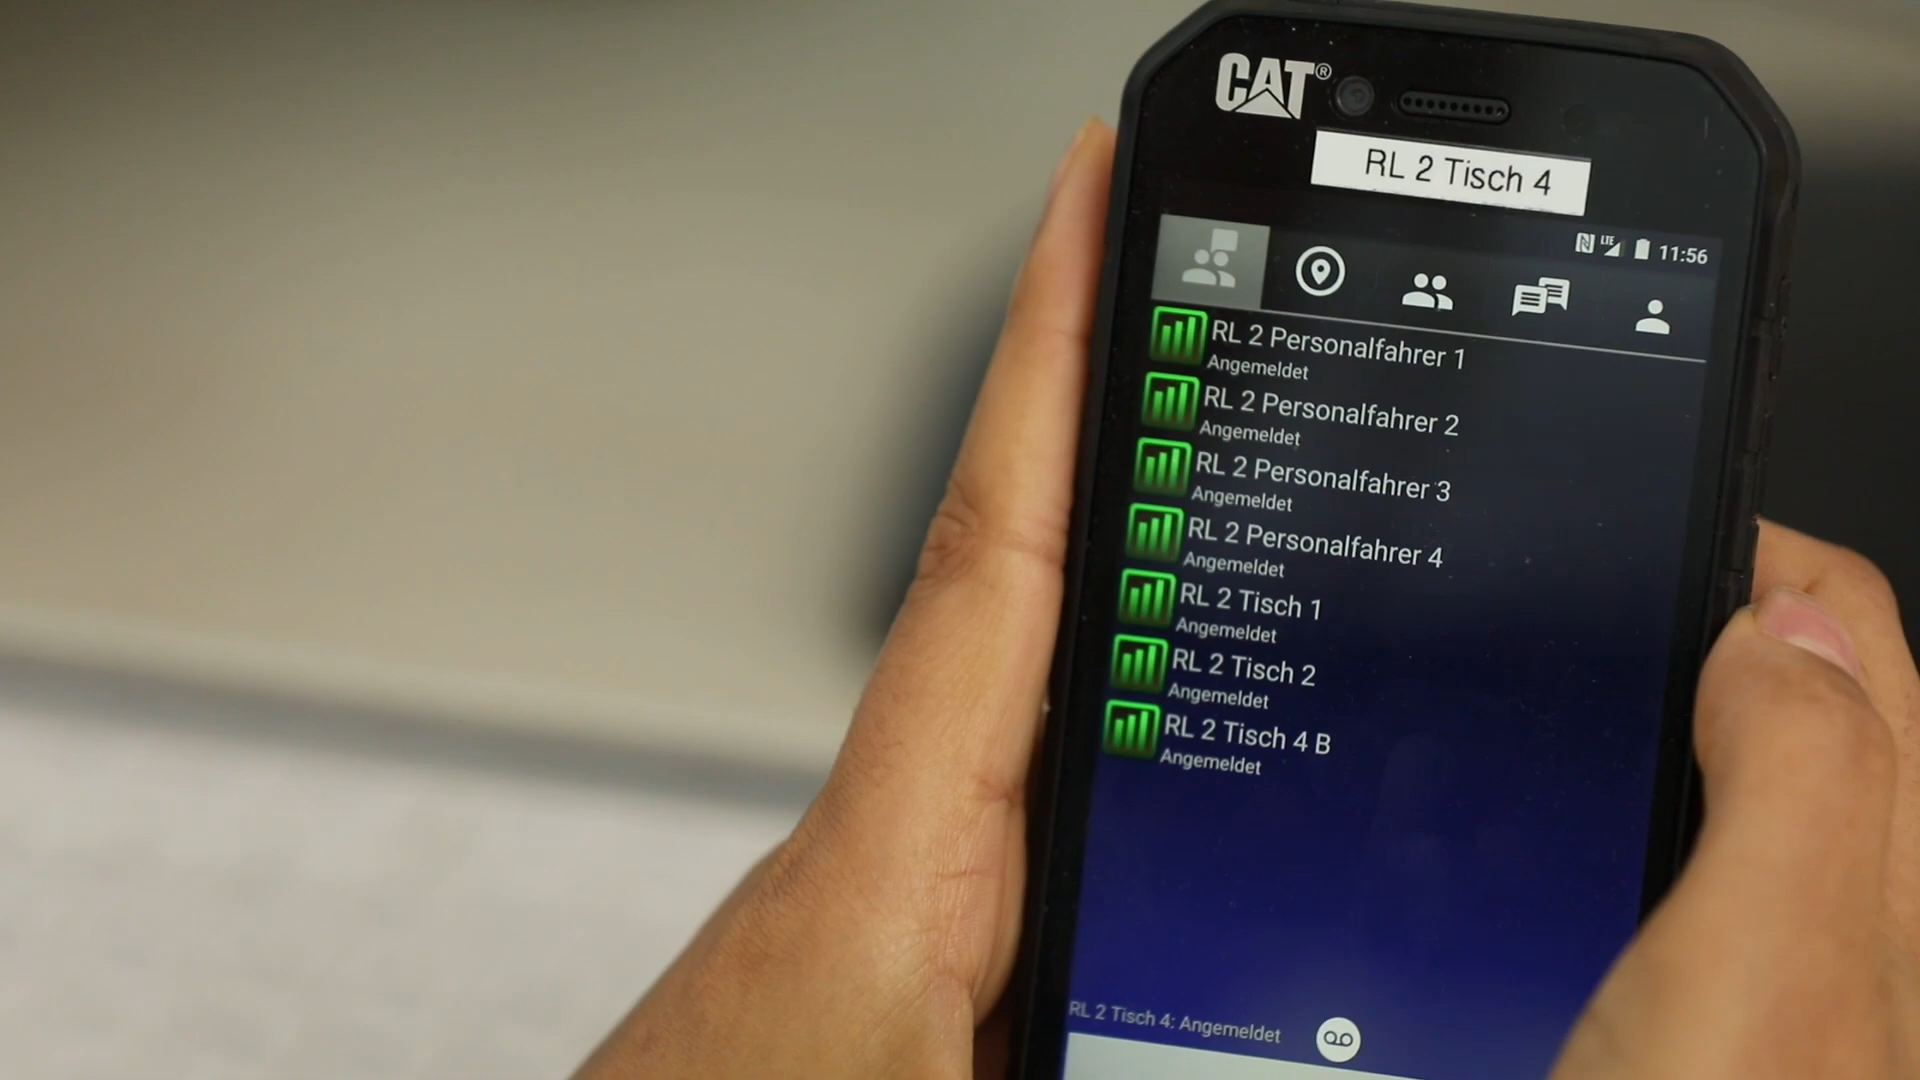 CAT®
RL 2 Tisch 4
LTE 11:56
RL 2 Personalfahrer 1
Angemeldet
RL 2 Personalfahrer 2
Angemeldet
RL 2 Personalfahrer 3
Angemeldet
RL 2 Personalfahrer 4
Angemeldet
RL 2 Tisch 1
Angemeldet
RL 2 Tisch 2
Angemeldet
RL 2 Tisch 4 B
Angemeldet
RL 2 Tisch 4: Angemeldet